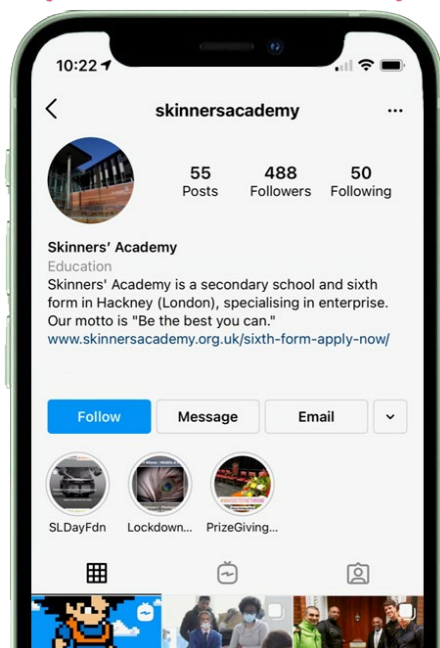 10:22
skinnersacademy
55 488 50
Posts Followers Following
Skinners' Academy
Education
Skinners' Academy is a secondary school and sixth
form in Hackney (London), specialising in enterprise.
Our motto is "Be the best you can."
www.skinnersacademy.org.uk/sixth-form-apply-now/
Follow Message Email
SLDayFdn Lockdown... PrizeGiving...